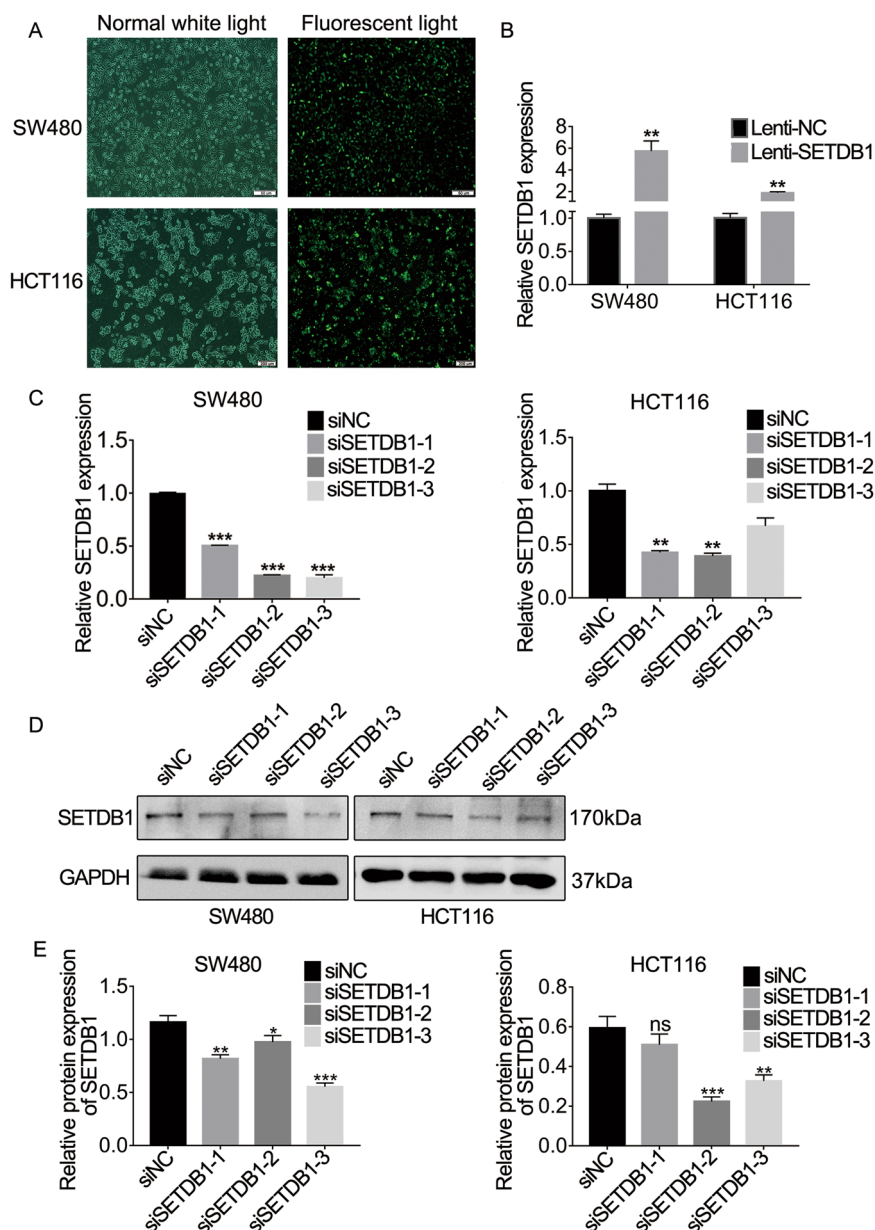 A
Normal white light
Fluorescent light
SW480
HCT116
200 μm
200 μm
B
Relative SETDB1 expression
8
6
4
2
1.0
0.5
0.0
**
**
Lenti-NC
Lenti-SETDB1
SW480
HCT116
C
SW480
Relative SETDB1 expression
1.5
1.0
0.5
0.0
***
***
***
siNC
siSETDB1-1
siSETDB1-2
siSETDB1-3
siNC
siSETDB1-1
siSETDB1-2
siSETDB1-3
HCT116
Relative SETDB1 expression
1.5
1.0
0.5
0.0
**
**
siNC
siSETDB1-1
siSETDB1-2
siSETDB1-3
siNC
siSETDB1-1
siSETDB1-2
siSETDB1-3
D
siNC
siSETDB1-1
siSETDB1-2
siSETDB1-3
siNC
siSETDB1-1
siSETDB1-2
siSETDB1-3
SETDB1
170kDa
GAPDH
37kDa
SW480
HCT116
E
SW480
Relative protein expression
of SETDB1
1.5
1.0
0.5
0.0
**
*
***
siNC
siSETDB1-1
siSETDB1-2
siSETDB1-3
siNC
siSETDB1-1
siSETDB1-2
siSETDB1-3
HCT116
Relative protein expression
of SETDB1
0.8
0.6
0.4
0.2
0.0
ns
***
**
siNC
siSETDB1-1
siSETDB1-2
siSETDB1-3
siNC
siSETDB1-1
siSETDB1-2
siSETDB1-3